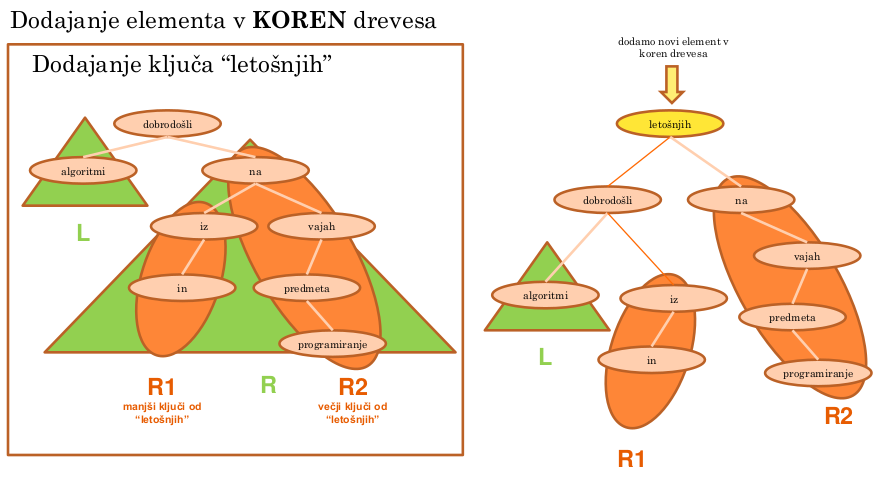 Dodajanje elementa v KOREN drevesa
Dodajanje ključa “letošnjih”
dobrodošli
algoritmi
na
L
iz
vajah
in
predmeta
programiranje
R1
R
R2
manjši ključi od
“letošnjih”
večji ključi od
“letošnjih”
dodamo novi element v
koren drevesa
letošnjih
dobrodošli
na
vajah
algoritmi
iz
predmeta
L
in
programiranje
R2
R1